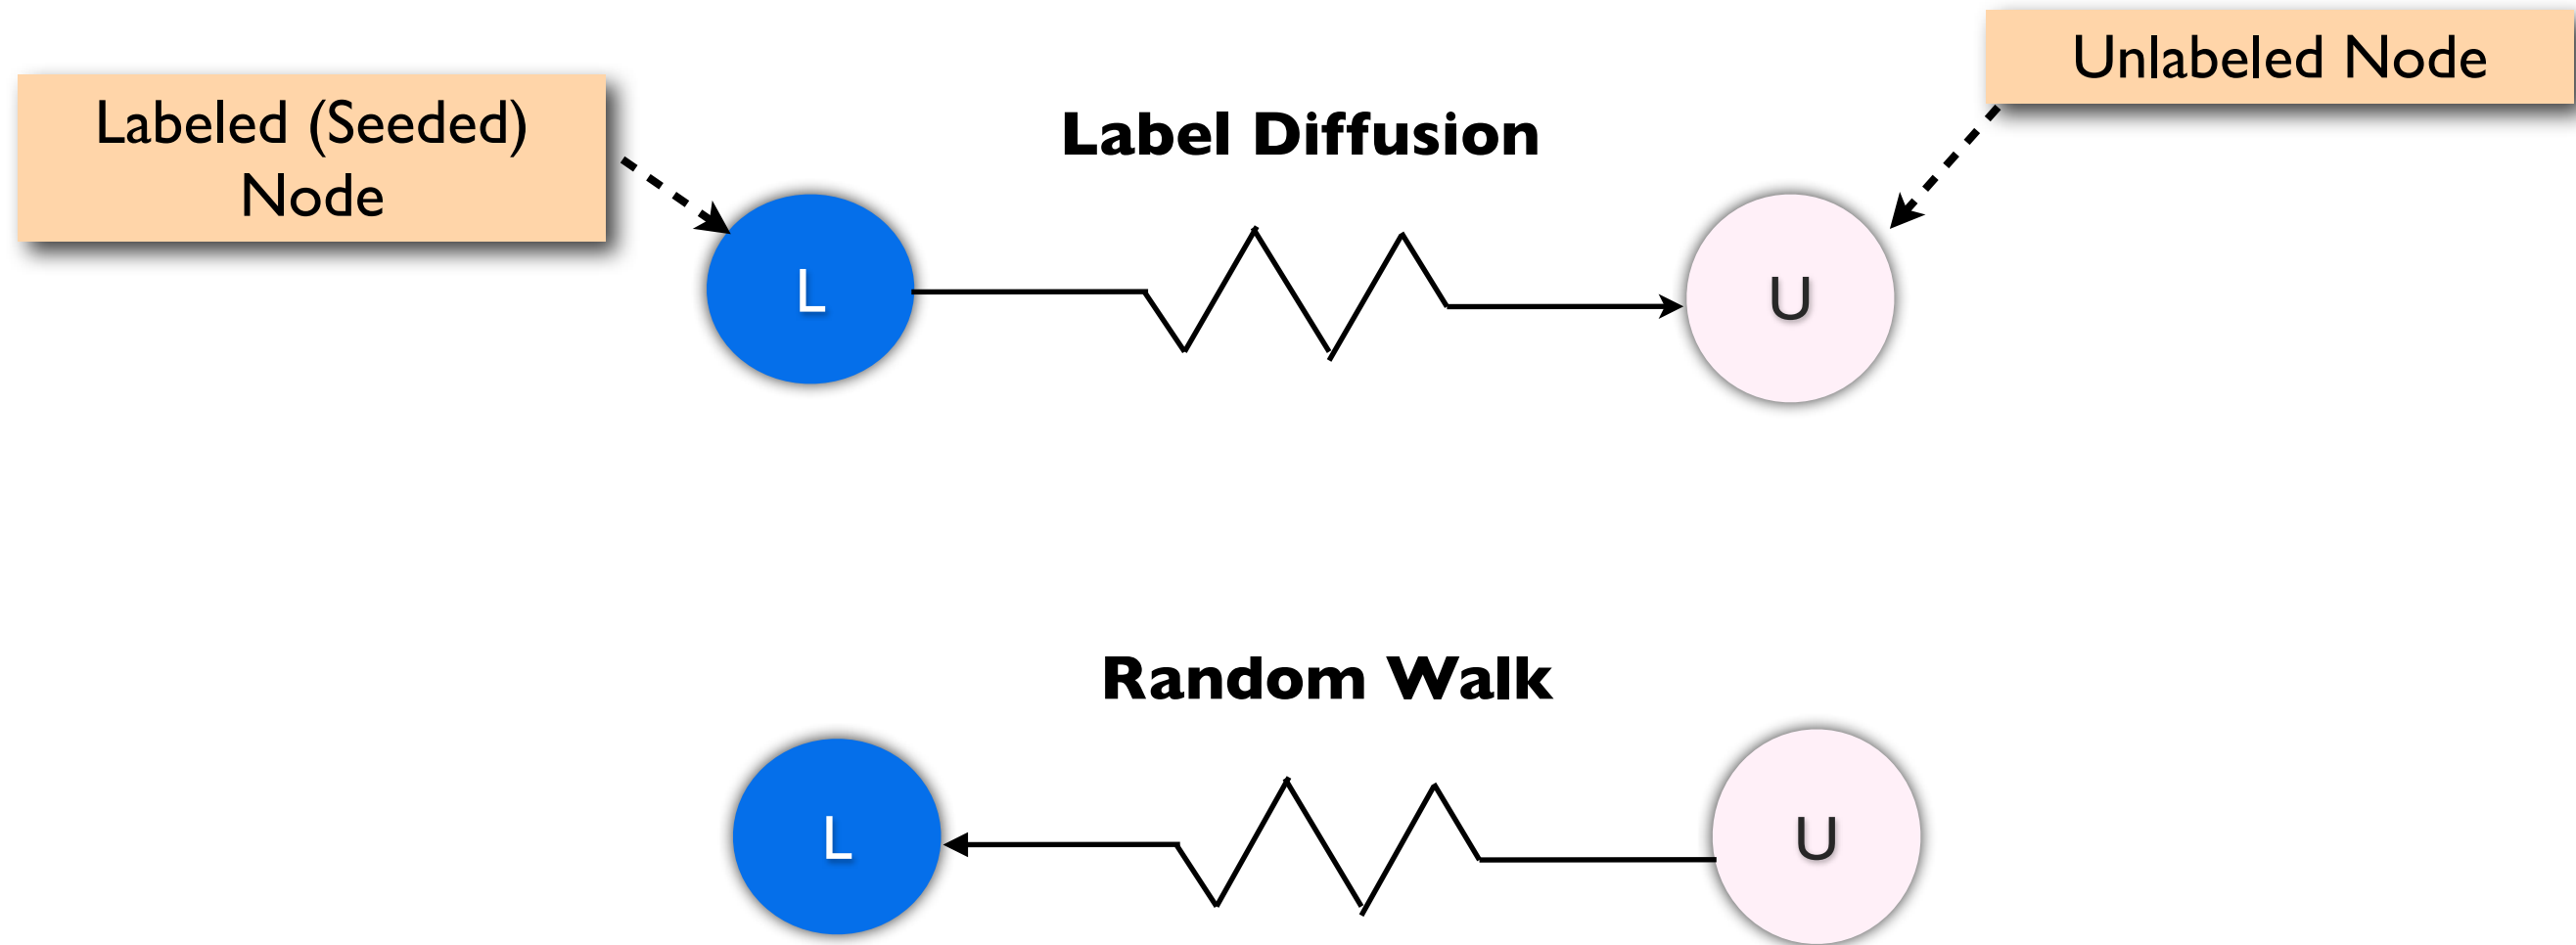 Unlabeled Node
Labeled (Seeded)
Node
Label Diffusion
L
U
Random Walk
L
U